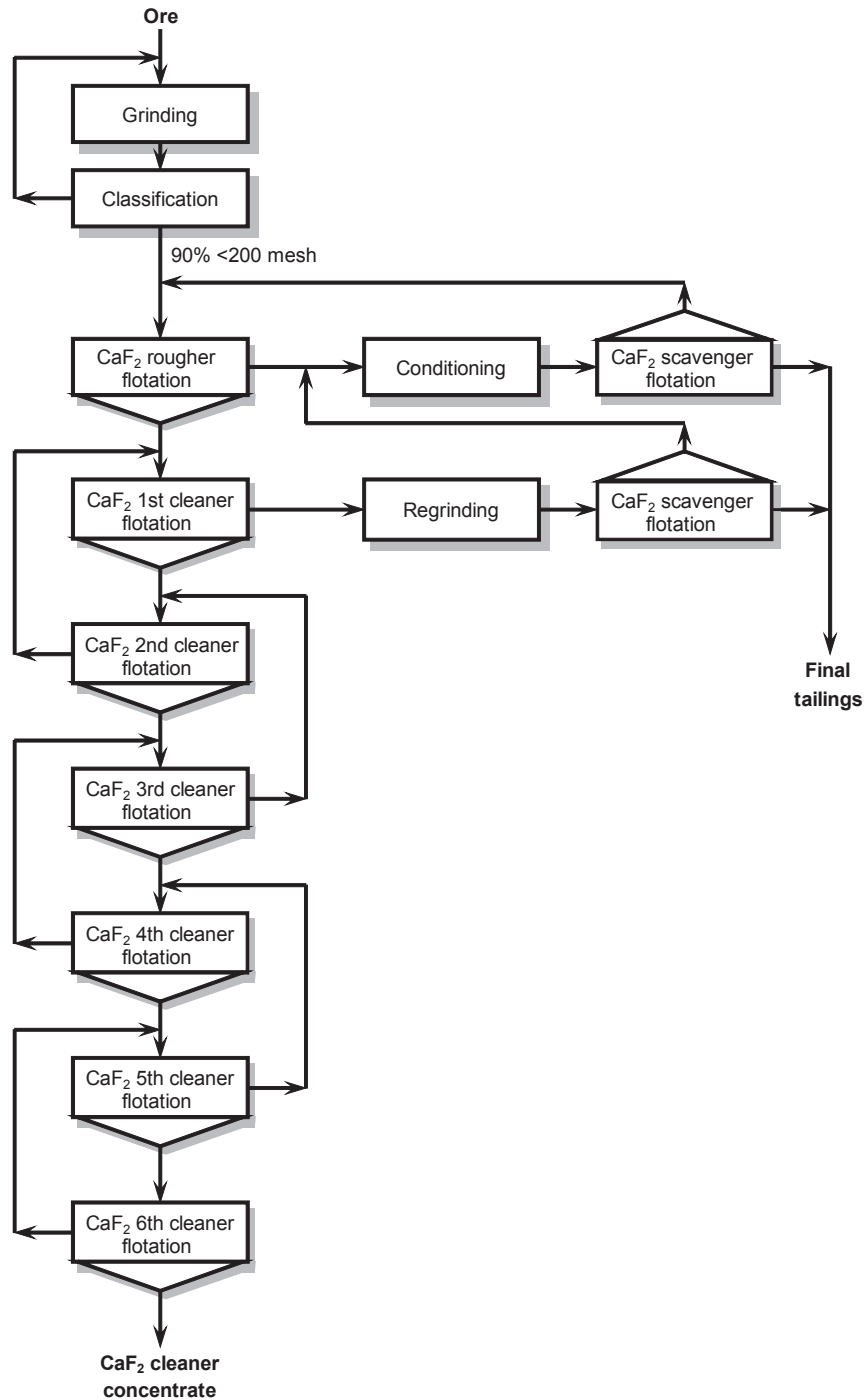 Ore
Grinding
Classification
90% <200 mesh
CaF₂ rougher
flotation
Conditioning
CaF₂ scavenger
flotation
CaF₂ 1st cleaner
flotation
Regrinding
CaF₂ scavenger
flotation
CaF₂ 2nd cleaner
flotation
Final
tailings
CaF₂ 3rd cleaner
flotation
CaF₂ 4th cleaner
flotation
CaF₂ 5th cleaner
flotation
CaF₂ 6th cleaner
flotation
CaF₂ cleaner
concentrate